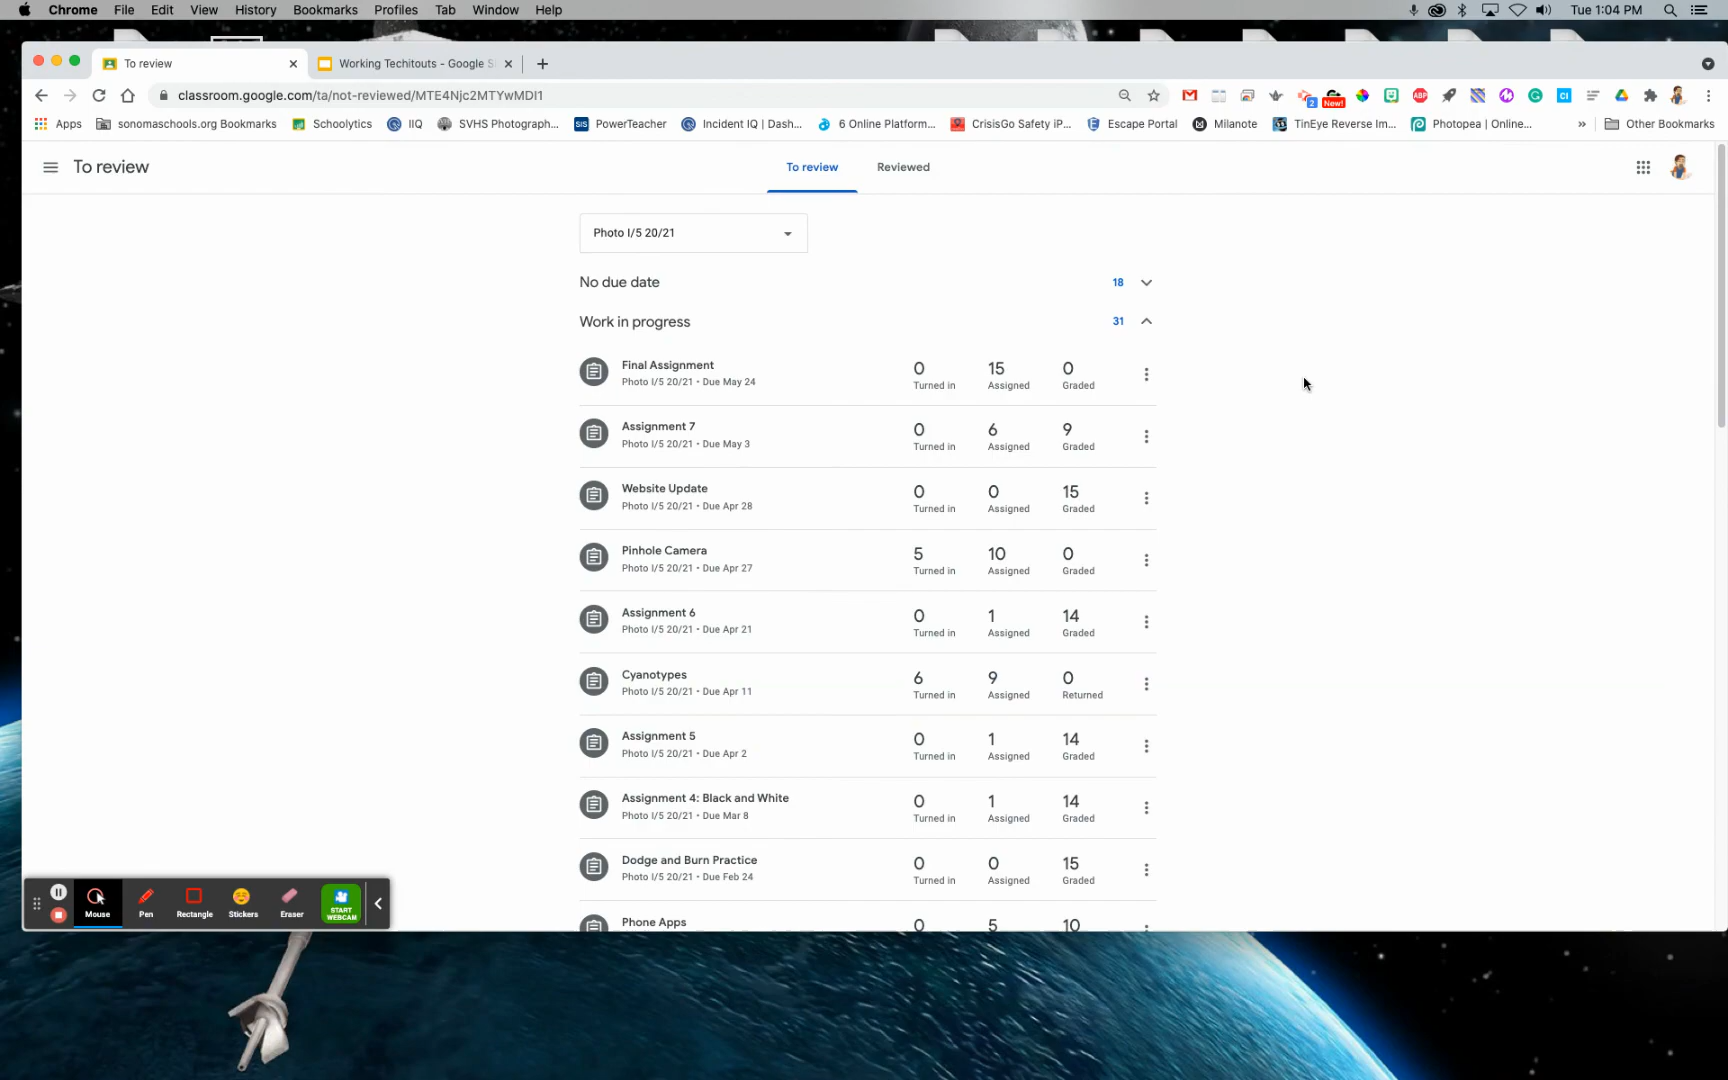 Chrome File Edit View History Bookmarks Profiles Tab Window Help Tue 1:04 PM
To review Working Techitouts - Google S
classroom.google.com/ta/not-reviewed/MTE4Njc2MTYwMDI1 2 New! ABP CI
Apps sonomaschools.org Bookmarks Schoolytics IIQ SVHS Photograph... SIS PowerTeacher Incident IQ | Dash... 6 Online Platform... CrisisGo Safety iP... Escape Portal Milanote TinEye Reverse Im... Photopea | Online... » Other Bookmarks
To review To review Reviewed
Photo I/5 20/21
No due date 18
Work in progress 31
Final Assignment 0 15 0
Photo I/5 20/21 • Due May 24 Turned in Assigned Graded
Assignment 7 0 6 9
Photo I/5 20/21 • Due May 3 Turned in Assigned Graded
Website Update 0 0 15
Photo I/5 20/21 • Due Apr 28 Turned in Assigned Graded
Pinhole Camera 5 10 0
Photo I/5 20/21 • Due Apr 27 Turned in Assigned Graded
Assignment 6 0 1 14
Photo I/5 20/21 • Due Apr 21 Turned in Assigned Graded
Cyanotypes 6 9 0
Photo I/5 20/21 • Due Apr 11 Turned in Assigned Returned
Assignment 5 0 1 14
Photo I/5 20/21 • Due Apr 2 Turned in Assigned Graded
Assignment 4: Black and White 0 1 14
Photo I/5 20/21 • Due Mar 8 Turned in Assigned Graded
Dodge and Burn Practice 0 0 15
Photo I/5 20/21 • Due Feb 24 Turned in Assigned Graded
Phone Apps 0 5 10
Mouse Pen Rectangle Stickers Eraser START WEBCAM